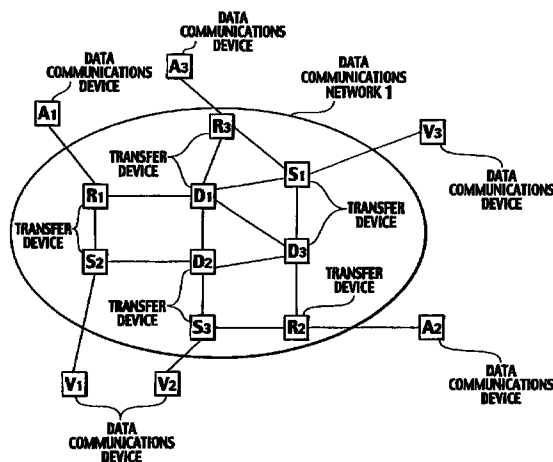 DATA
COMMUNICATIONS
DEVICE
DATA
COMMUNICATIONS
DEVICE
A3
DATA
COMMUNICATIONS
NETWORK 1
A1
R3
V3
TRANSFER
DEVICE
S1
R1
D1
DATA
COMMUNICATIONS
DEVICE
TRANSFER
DEVICE
TRANSFER
DEVICE
S2
D2
D3
TRANSFER
DEVICE
TRANSFER
DEVICE
S3
R2
A2
V1
V2
DATA
COMMUNICATIONS
DEVICE
DATA
COMMUNICATIONS
DEVICE